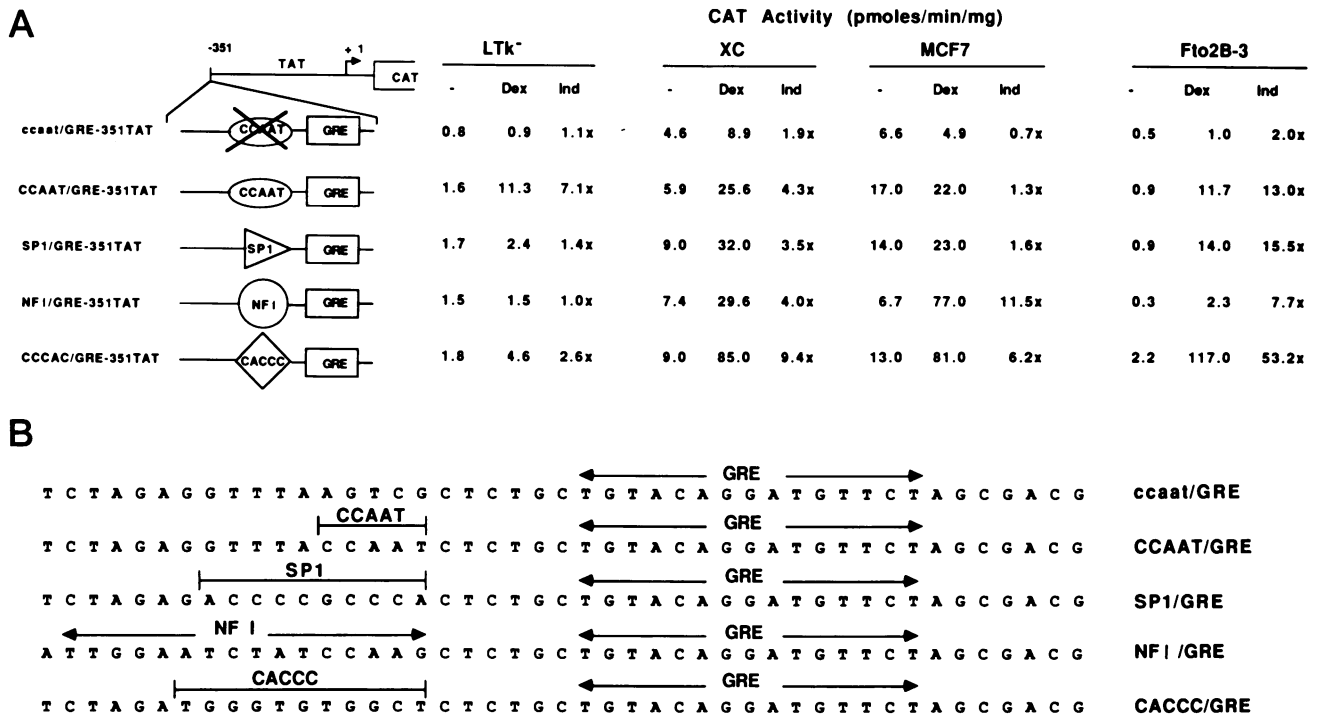 A
CAT Activity (pmoles/min/mg)
LTk- XC MCF7 Fto2B-3
-351 TAT + 1 CAT
- Dex Ind - Dex Ind - Dex Ind - Dex Ind
ccaat/GRE-351TAT CCAAT GRE 0.8 0.9 1.1x 4.6 8.9 1.9x 6.6 4.9 0.7x 0.5 1.0 2.0x
CCAAT/GRE-351TAT CCAAT GRE 1.6 11.3 7.1x 5.9 25.6 4.3x 17.0 22.0 1.3x 0.9 11.7 13.0x
SP1/GRE-351TAT SP1 GRE 1.7 2.4 1.4x 9.0 32.0 3.5x 14.0 23.0 1.6x 0.9 14.0 15.5x
NFI/GRE-351TAT NFI GRE 1.5 1.5 1.0x 7.4 29.6 4.0x 6.7 77.0 11.5x 0.3 2.3 7.7x
CCCAC/GRE-351TAT CACCC GRE 1.8 4.6 2.6x 9.0 85.0 9.4x 13.0 81.0 6.2x 2.2 117.0 53.2x
B
GRE
T C T A G A G G T T T A A G T C G C T C T G C T G T A C A G G A T G T T C T A G C G A C G ccaat/GRE
CCAAT GRE
T C T A G A G G T T T A C C A A T C T C T G C T G T A C A G G A T G T T C T A G C G A C G CCAAT/GRE
SP1 GRE
T C T A G A G A C C C C G C C C A C T C T G C T G T A C A G G A T G T T C T A G C G A C G SP1/GRE
NF I GRE
A T T G G A A T C T A T C C A A G C T C T G C T G T A C A G G A T G T T C T A G C G A C G NFI /GRE
CACCC GRE
T C T A G A T G G G T G T G G C T C T C T G C T G T A C A G G A T G T T C T A G C G A C G CACCC/GRE